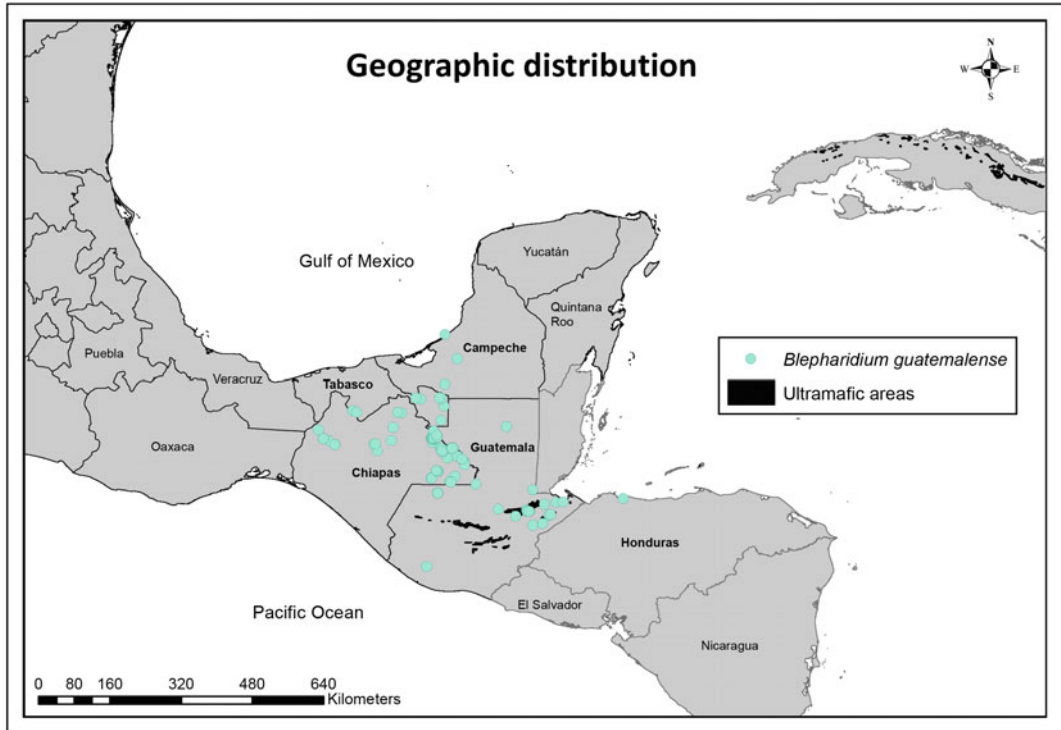 Geographic distribution
N
W E
S
Gulf of Mexico
Yucatán
Quintana
Roo
Campeche
Puebla
Veracruz
Tabasco
Blepharidium guatemalense
Ultramafic areas
Oaxaca
Chiapas
Guatemala
Honduras
El Salvador
Pacific Ocean
Nicaragua
0 80 160 320 480 640
Kilometers